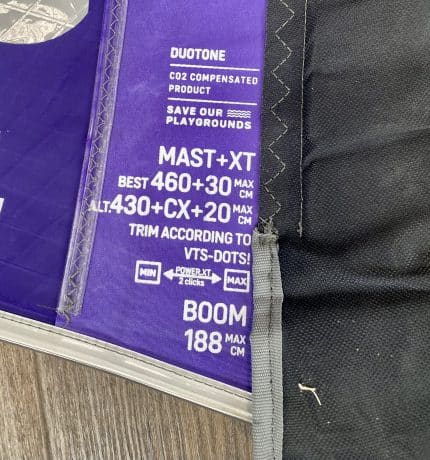 DUOTONE
CO2 COMPENSATED
PRODUCT
SAVE OUR
PLAYGROUNDS
MAST+XT
BEST 460+30 MAX CM
ALT. 430+CX+20 MAX CM
TRIM ACCORDING TO
VTS-DOTS!
MIN POWER.XT MAX
2 clicks
BOOM
188 MAX CM